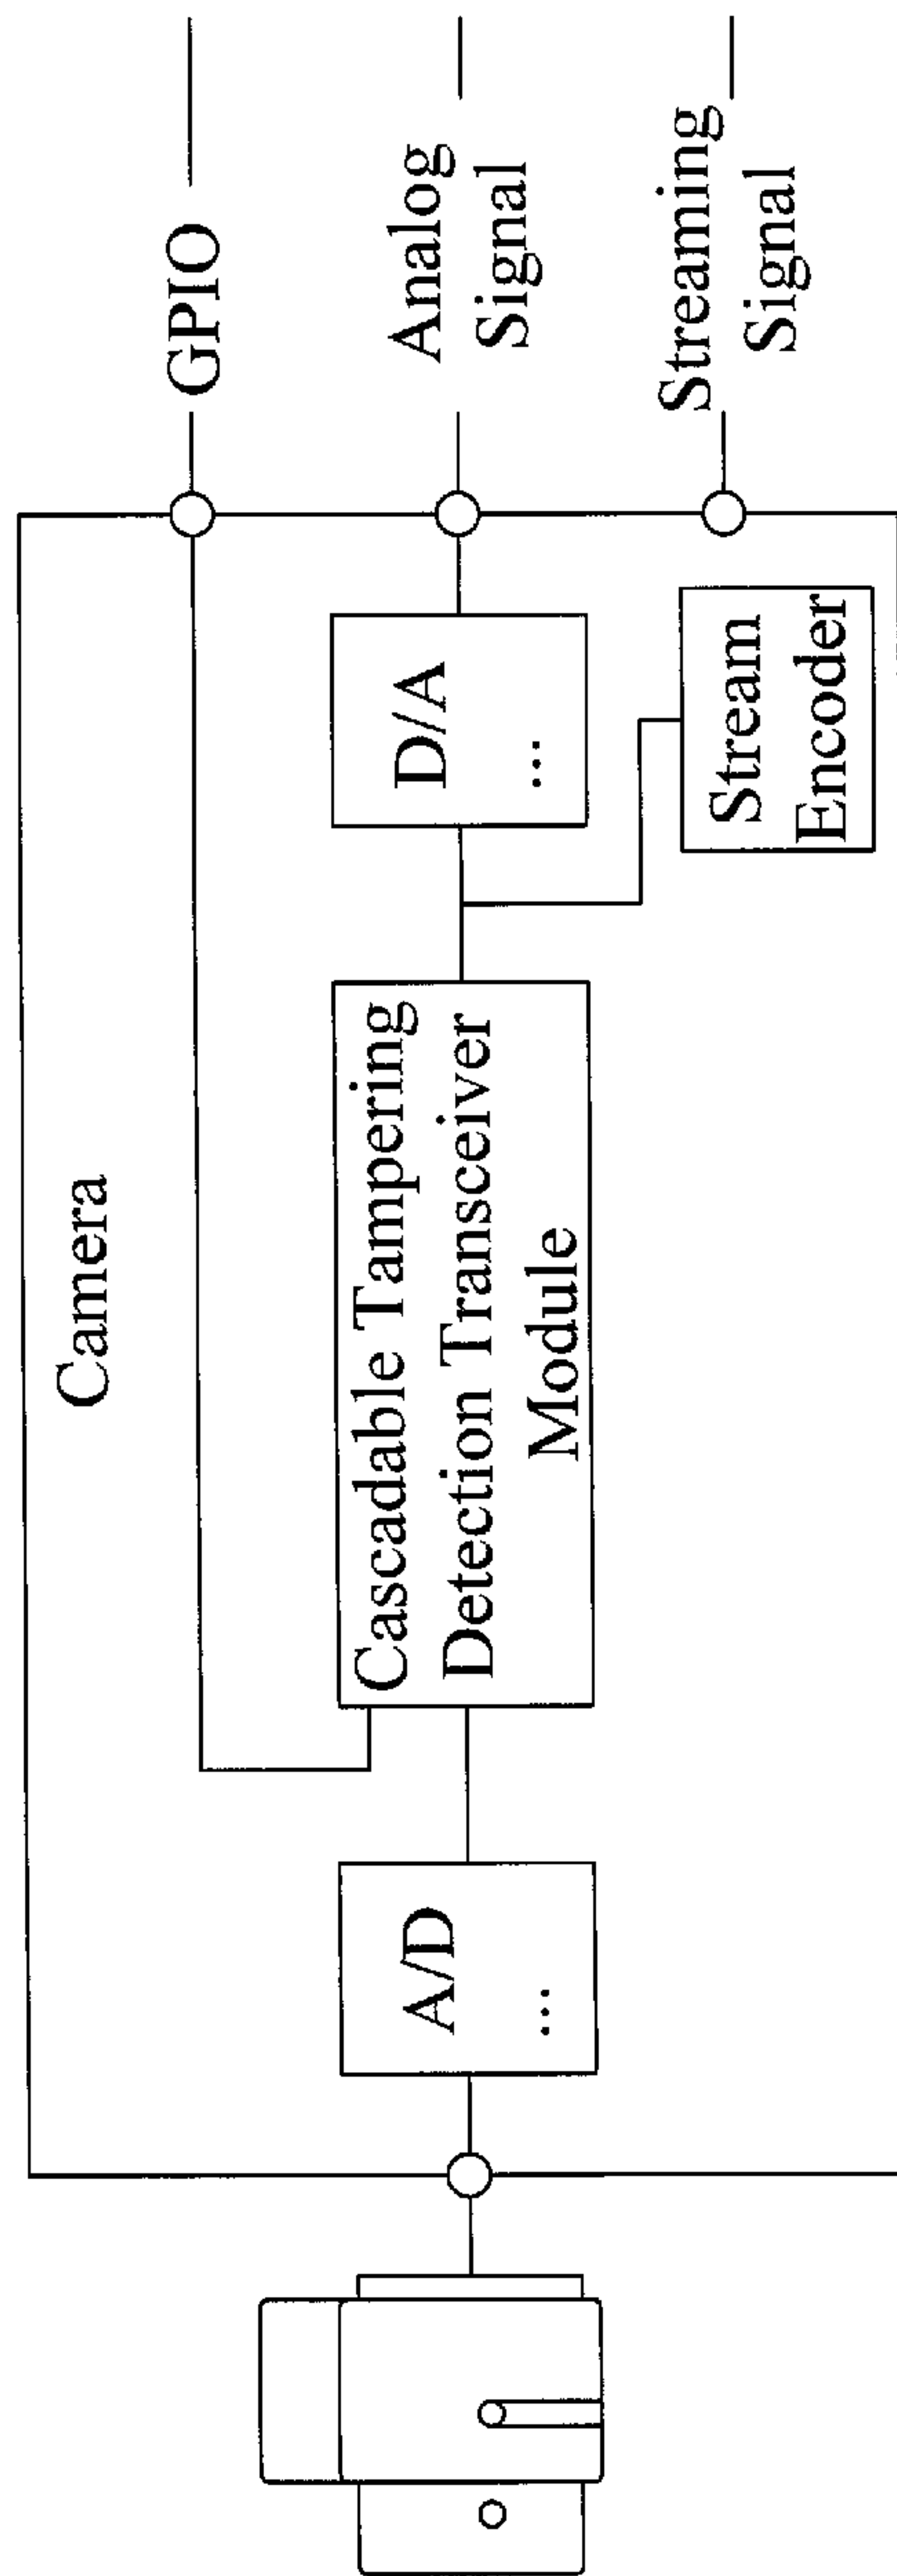 Camera
A/D
...
Cascadable Tampering
Detection Transceiver
Module
D/A
...
Stream
Encoder
GPIO
Analog
Signal
Streaming
Signal